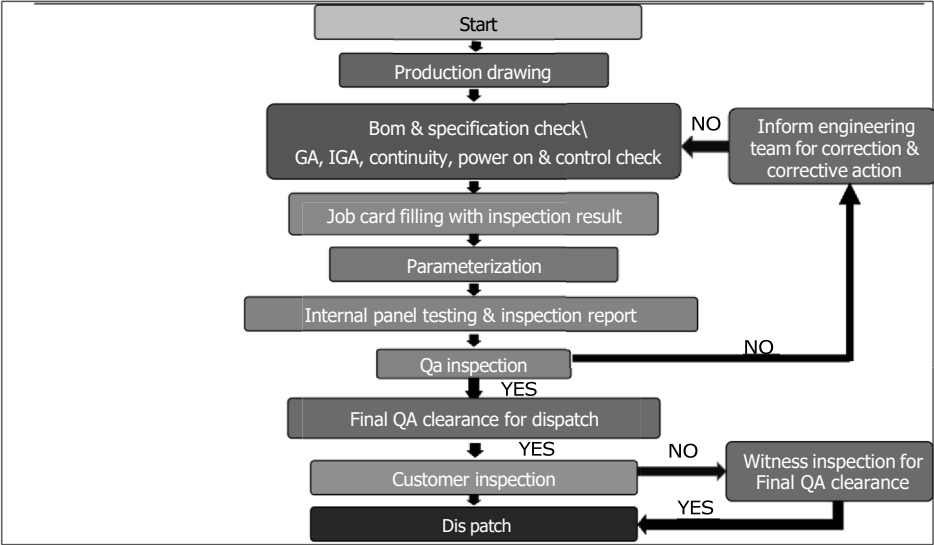 Start
Production drawing
Bom & specification check\
GA, IGA, continuity, power on & control check
NO
Inform engineering
team for correction &
corrective action
Job card filling with inspection result
Parameterization
Internal panel testing & inspection report
NO
Qa inspection
YES
Final QA clearance for dispatch
YES
NO
Customer inspection
Witness inspection for
Final QA clearance
YES
Dis patch